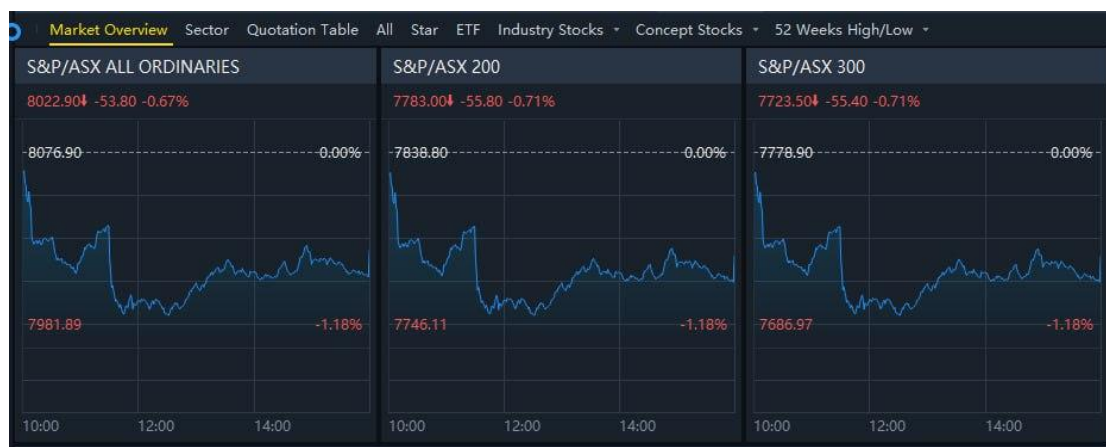 Market Overview Sector Quotation Table All Star ETF Industry Stocks Concept Stocks 52 Weeks High/Low
S&P/ASX ALL ORDINARIES
8022.90⬇ -53.80 -0.67%
8076.90 0.00%
7981.89 -1.18%
10:00 12:00 14:00
S&P/ASX 200
7783.00⬇ -55.80 -0.71%
7838.80 0.00%
7746.11 -1.18%
10:00 12:00 14:00
S&P/ASX 300
7723.50⬇ -55.40 -0.71%
7778.90 0.00%
7686.97 -1.18%
10:00 12:00 14:00